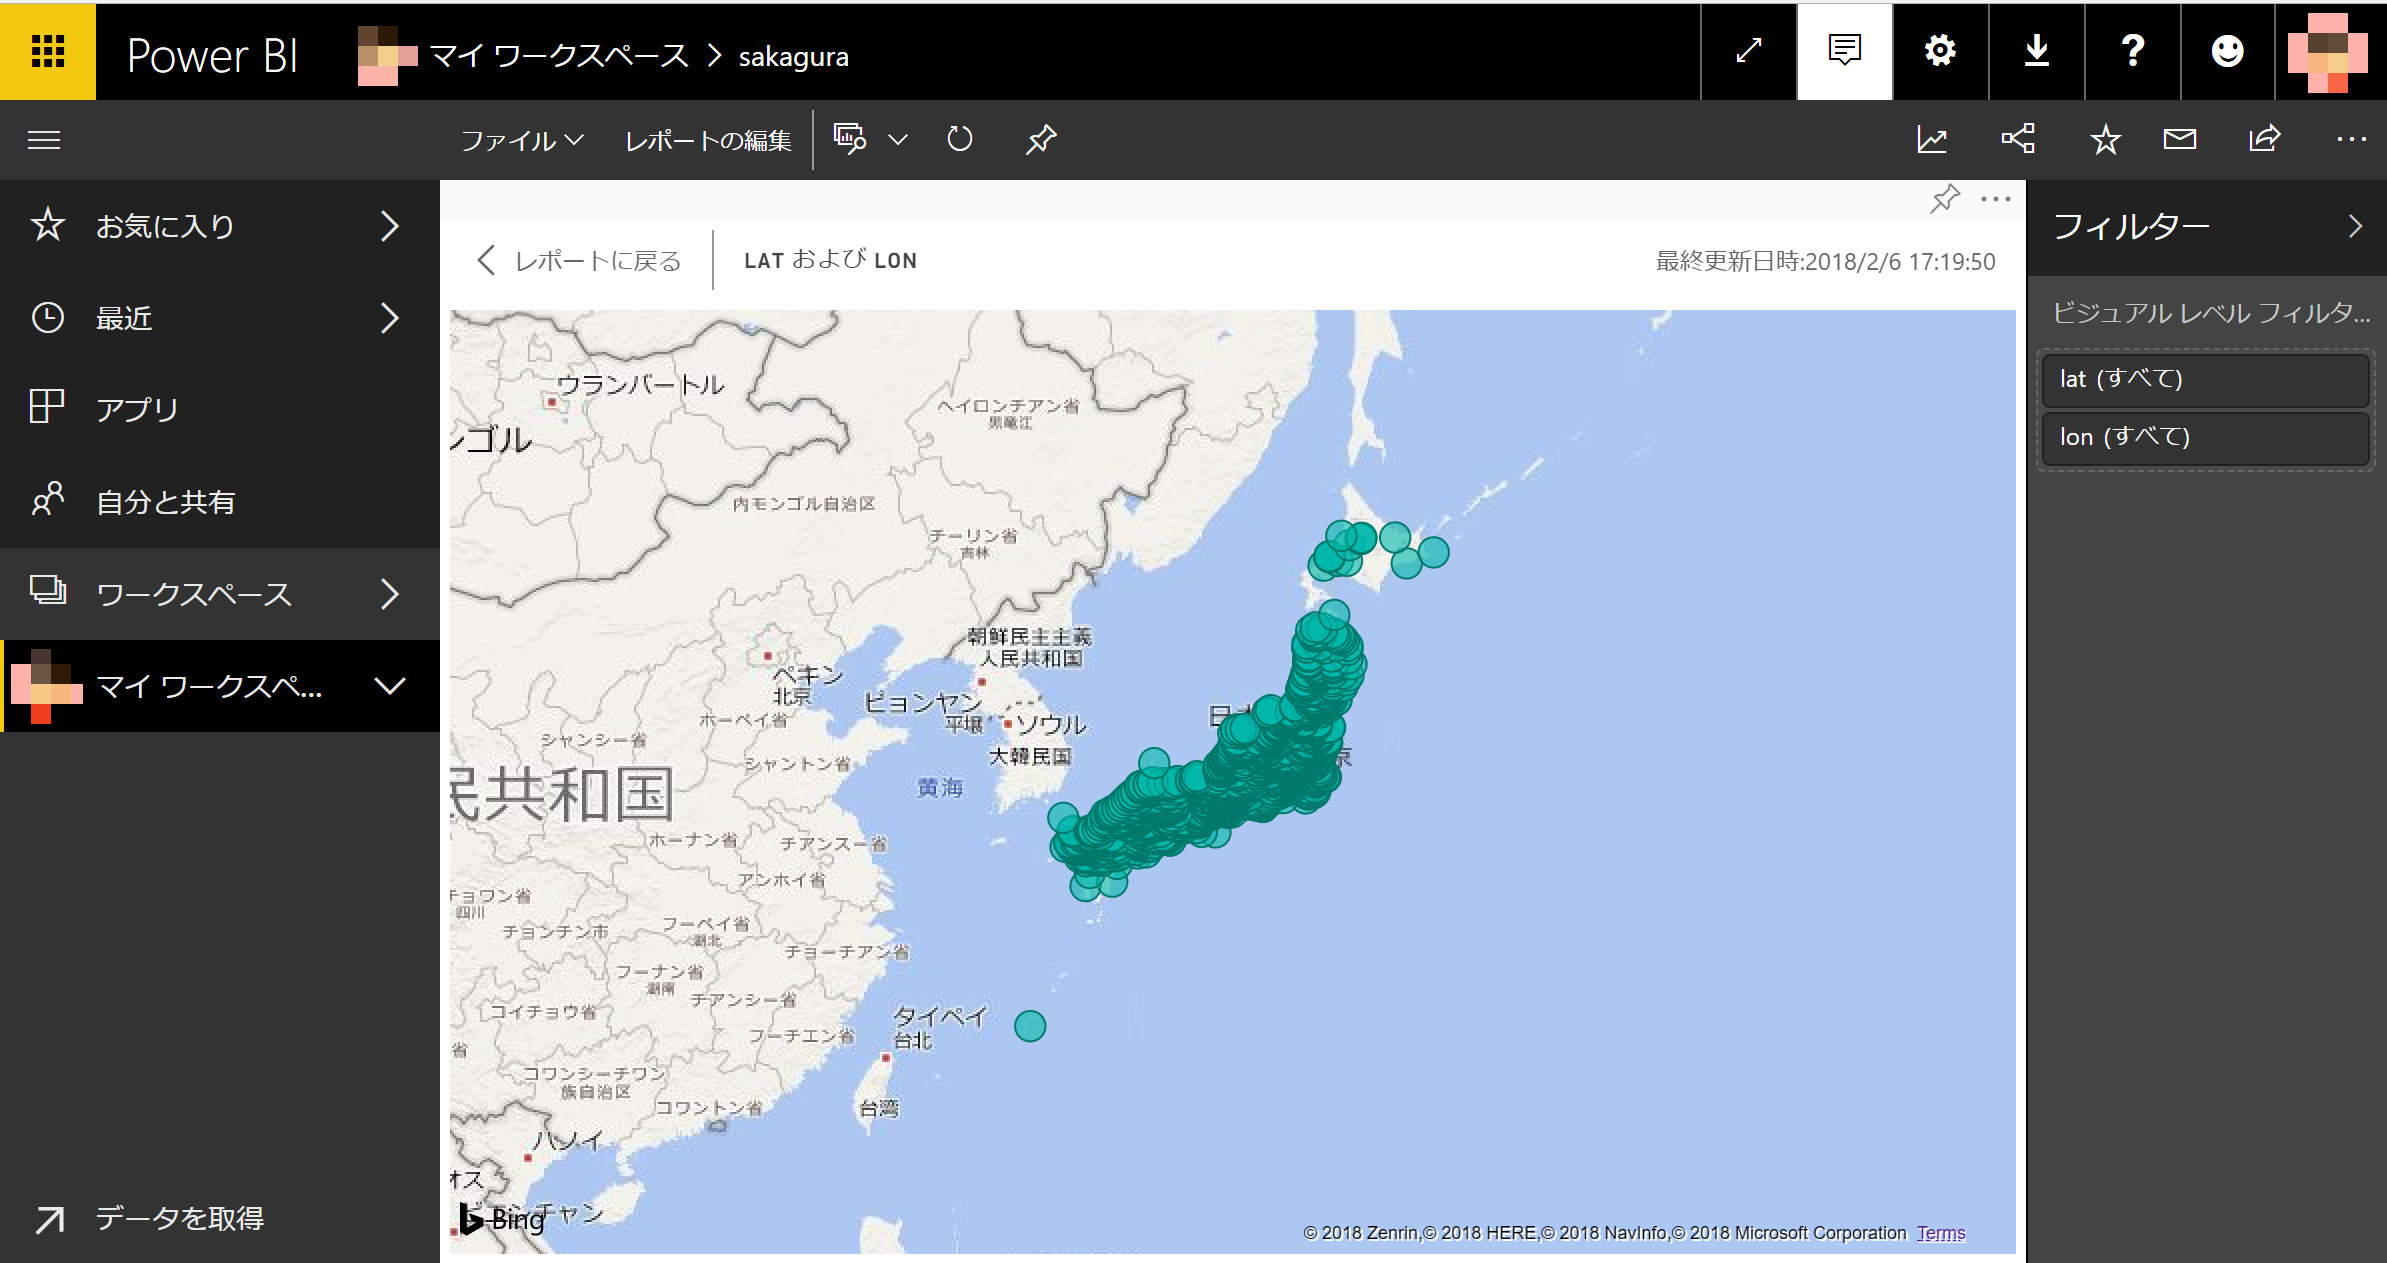 Power BI
マイ ワークスペース > sakagura
ファイル
レポートの編集
お気に入り
最近
アプリ
自分と共有
ワークスペース
マイ ワークスペ...
データを取得
レポートに戻る
LAT および LON
最終更新日時:2018/2/6 17:19:50
フィルター
ビジュアル レベル フィルタ...
lat (すべて)
lon (すべて)
ウランバートル
ンゴル
ヘイロンチアン省
黒竜江
内モンゴル自治区
チーリン省
吉林
朝鮮民主主義
人民共和国
ペキン
北京
ピョンヤン
平壌
ソウル
大韓民国
ホーペイ省
シャンシー省
シャントン省
黄海
民共和国
ホーナン省
チアンスー省
アンホイ省
チョワン省
四川
チョンチン市
フーペイ省
湖北
チョーチアン省
フーナン省
湖南
チアンシー省
コイチョウ省
フーチエン省
タイペイ
台北
省
コワンシーチワン
族自治区
コワントン省
台湾
ハノイ
オス
Bing
チャン
© 2018 Zenrin,© 2018 HERE,© 2018 NavInfo,© 2018 Microsoft Corporation Terms